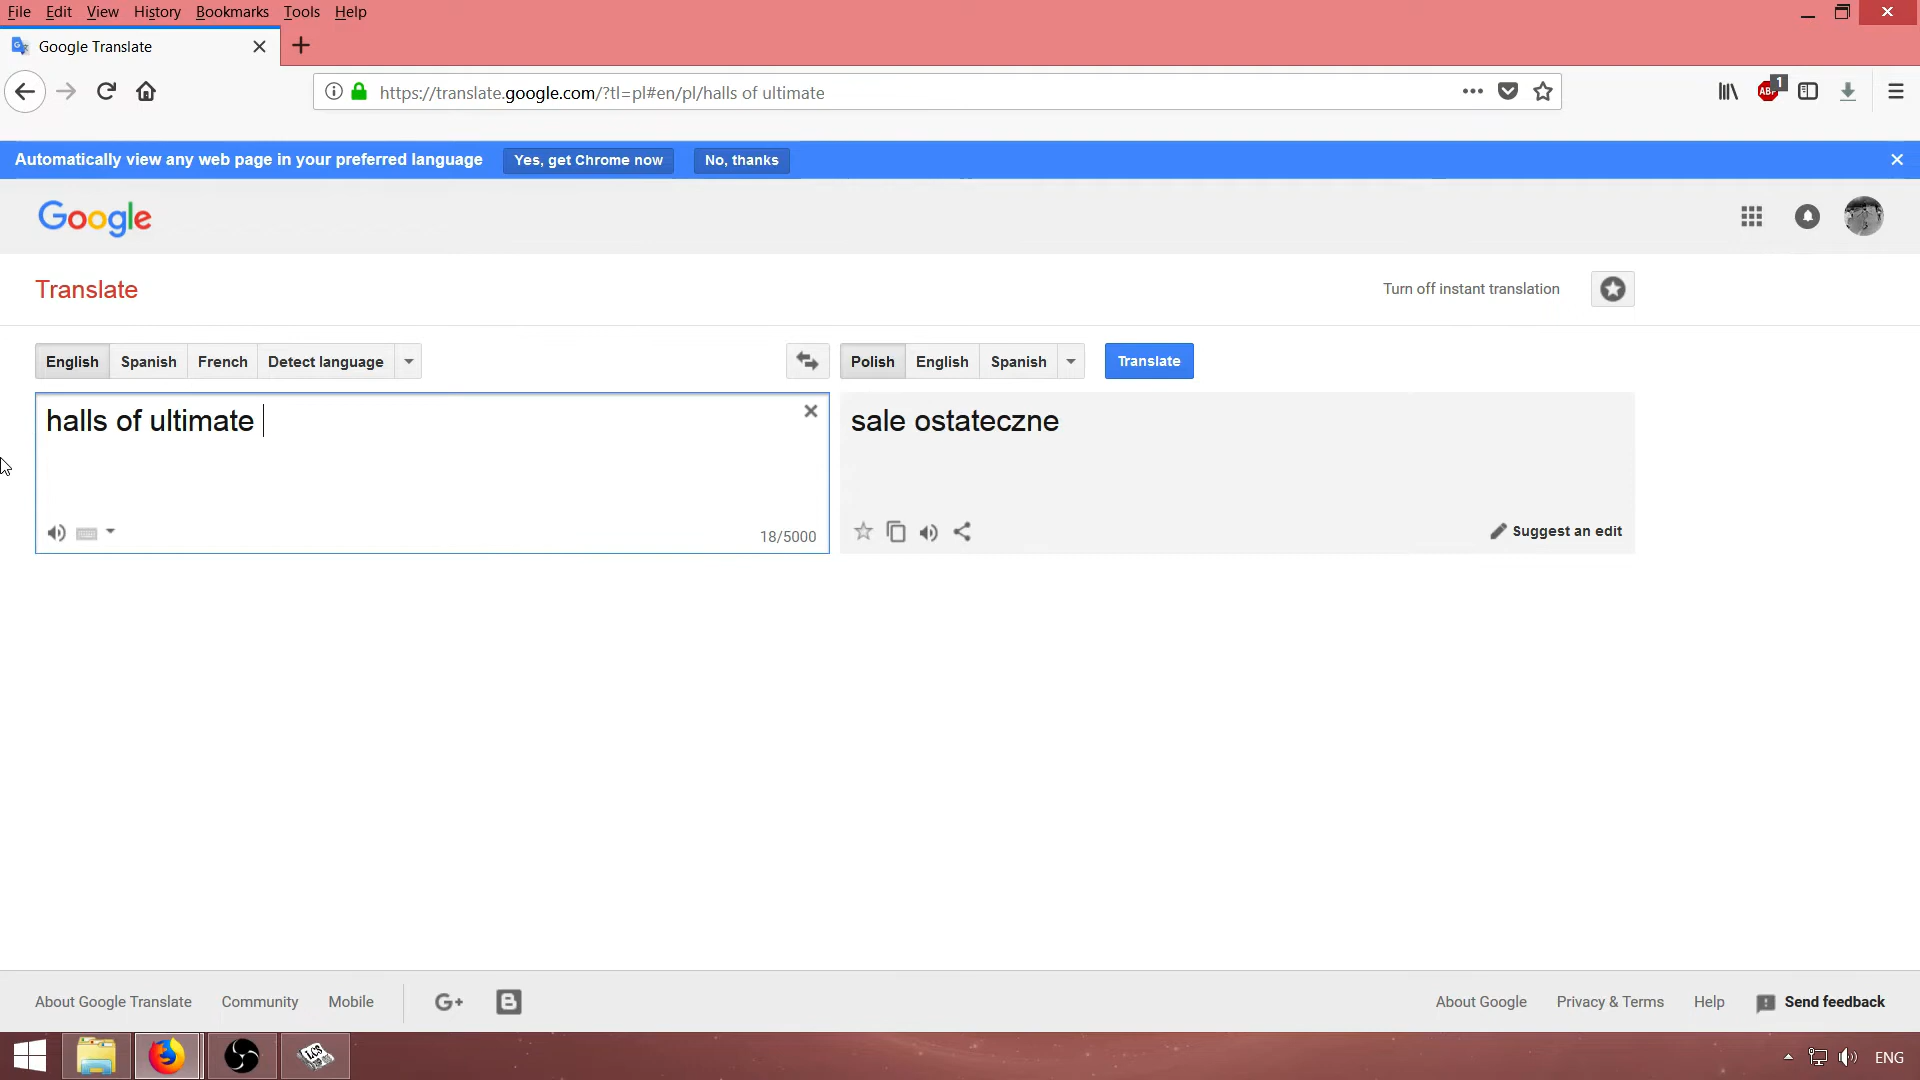 File Edit View History Bookmarks Tools Help
Google Translate
https://translate.google.com/?tl=pl#en/pl/halls of ultimate
ABP 1
Automatically view any web page in your preferred language Yes, get Chrome now No, thanks
Google
Translate
Turn off instant translation
English Spanish French Detect language
Polish English Spanish Translate
halls of ultimate
sale ostateczne
18/5000
Suggest an edit
About Google Translate Community Mobile G+ B
About Google Privacy & Terms Help Send feedback
LCS
ENG